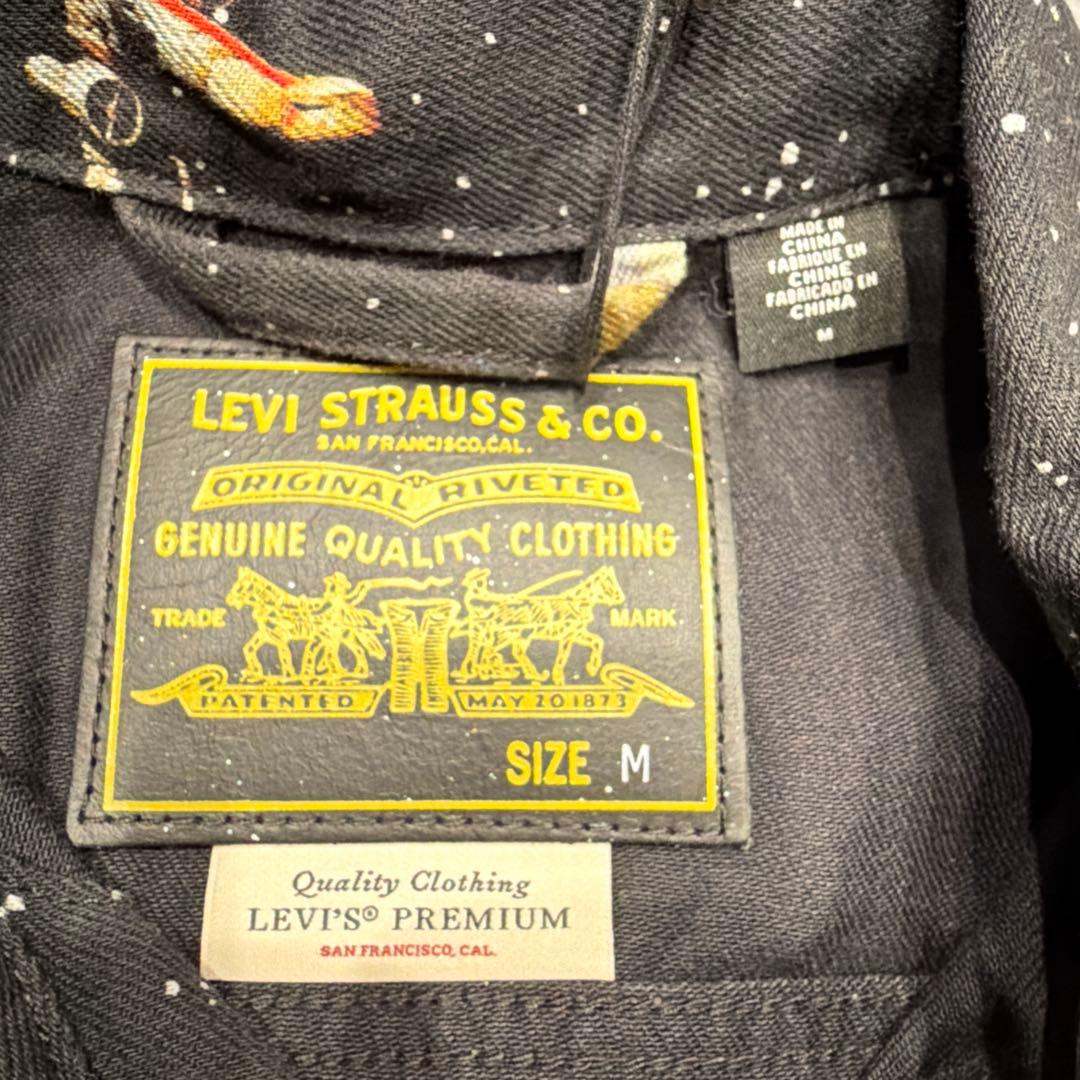 MADE IN
CHINA
FABRIQUE EN
CHINE
FABRICADO EN
CHINA
M
LEVI STRAUSS & CO.
SAN FRANCISCO, CAL.
ORIGINAL RIVETED
GENUINE QUALITY CLOTHING
TRADE MARK
PATENTED MAY 20 1873
SIZE M
Quality Clothing
LEVI'S® PREMIUM
SAN FRANCISCO, CAL.